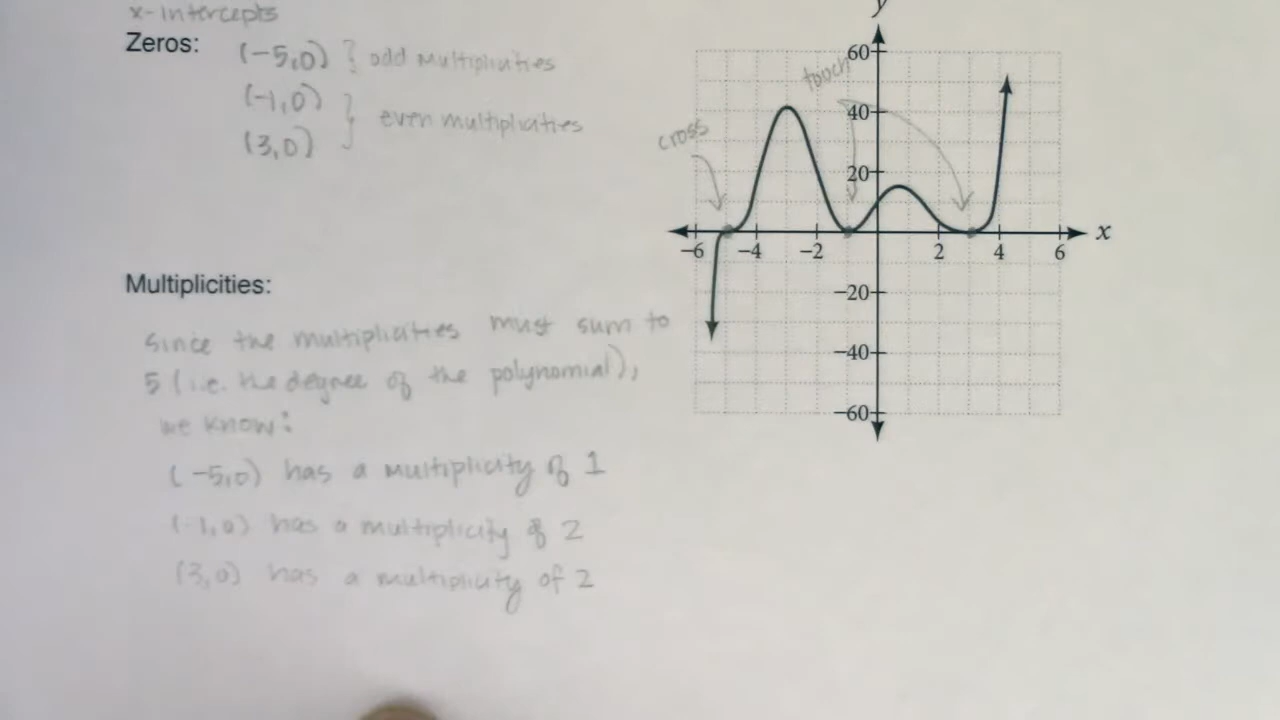 x-intercepts
Zeros:
(-5,0) } odd multiplicities
(-1,0)
(3,0) } even multiplicities
y
60
touch
40
cross
20
x
-6
-4
-2
2
4
6
-20
-40
-60
Multiplicities:
Since the multiplicities must sum to
5 (i.e. the degree of the polynomial),
we know:
(-5,0) has a multiplicity of 1
(-1,0) has a multiplicity of 2
(3,0) has a multiplicity of 2